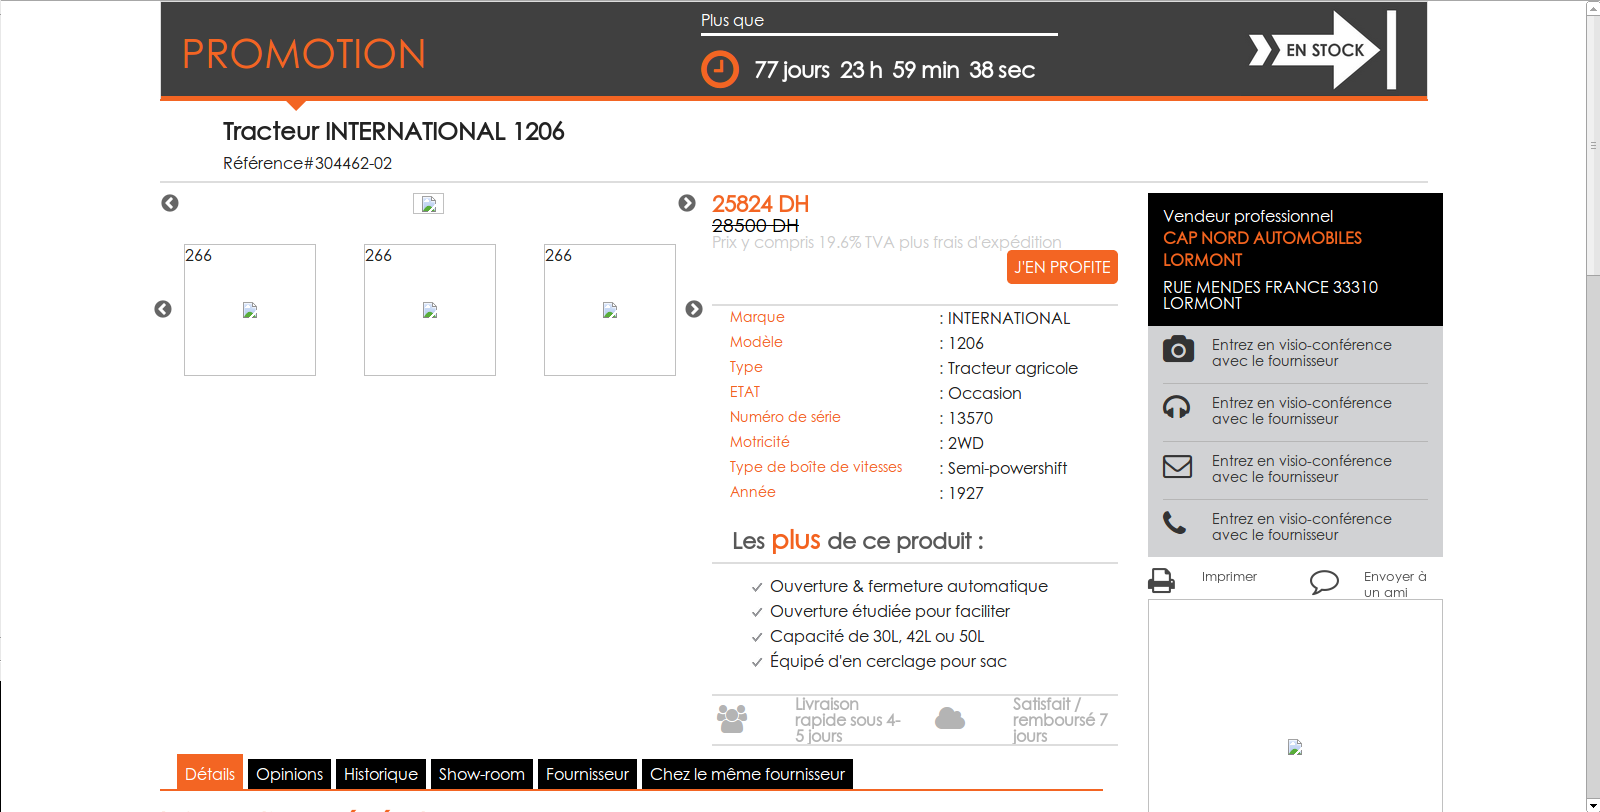 PROMOTION
Plus que
77 jours 23 h 59 min 38 sec
EN STOCK
Tracteur INTERNATIONAL 1206
Référence#304462-02
266
266
266
25824 DH
28500 DH
Prix y compris 19.6% TVA plus frais d'expédition
J'EN PROFITE
Marque : INTERNATIONAL
Modèle : 1206
Type : Tracteur agricole
ETAT : Occasion
Numéro de série : 13570
Motricité : 2WD
Type de boîte de vitesses : Semi-powershift
Année : 1927
Les plus de ce produit :
Ouverture & fermeture automatique
Ouverture étudiée pour faciliter
Capacité de 30L, 42L ou 50L
Équipé d'en cerclage pour sac
Livraison
rapide sous 4-
5 jours
Satisfait /
remboursé 7
jours
Vendeur professionnel
CAP NORD AUTOMOBILES
LORMONT
RUE MENDES FRANCE 33310
LORMONT
Entrez en visio-conférence
avec le fournisseur
Entrez en visio-conférence
avec le fournisseur
Entrez en visio-conférence
avec le fournisseur
Entrez en visio-conférence
avec le fournisseur
Imprimer
Envoyer à
un ami
Détails
Opinions
Historique
Show-room
Fournisseur
Chez le même fournisseur